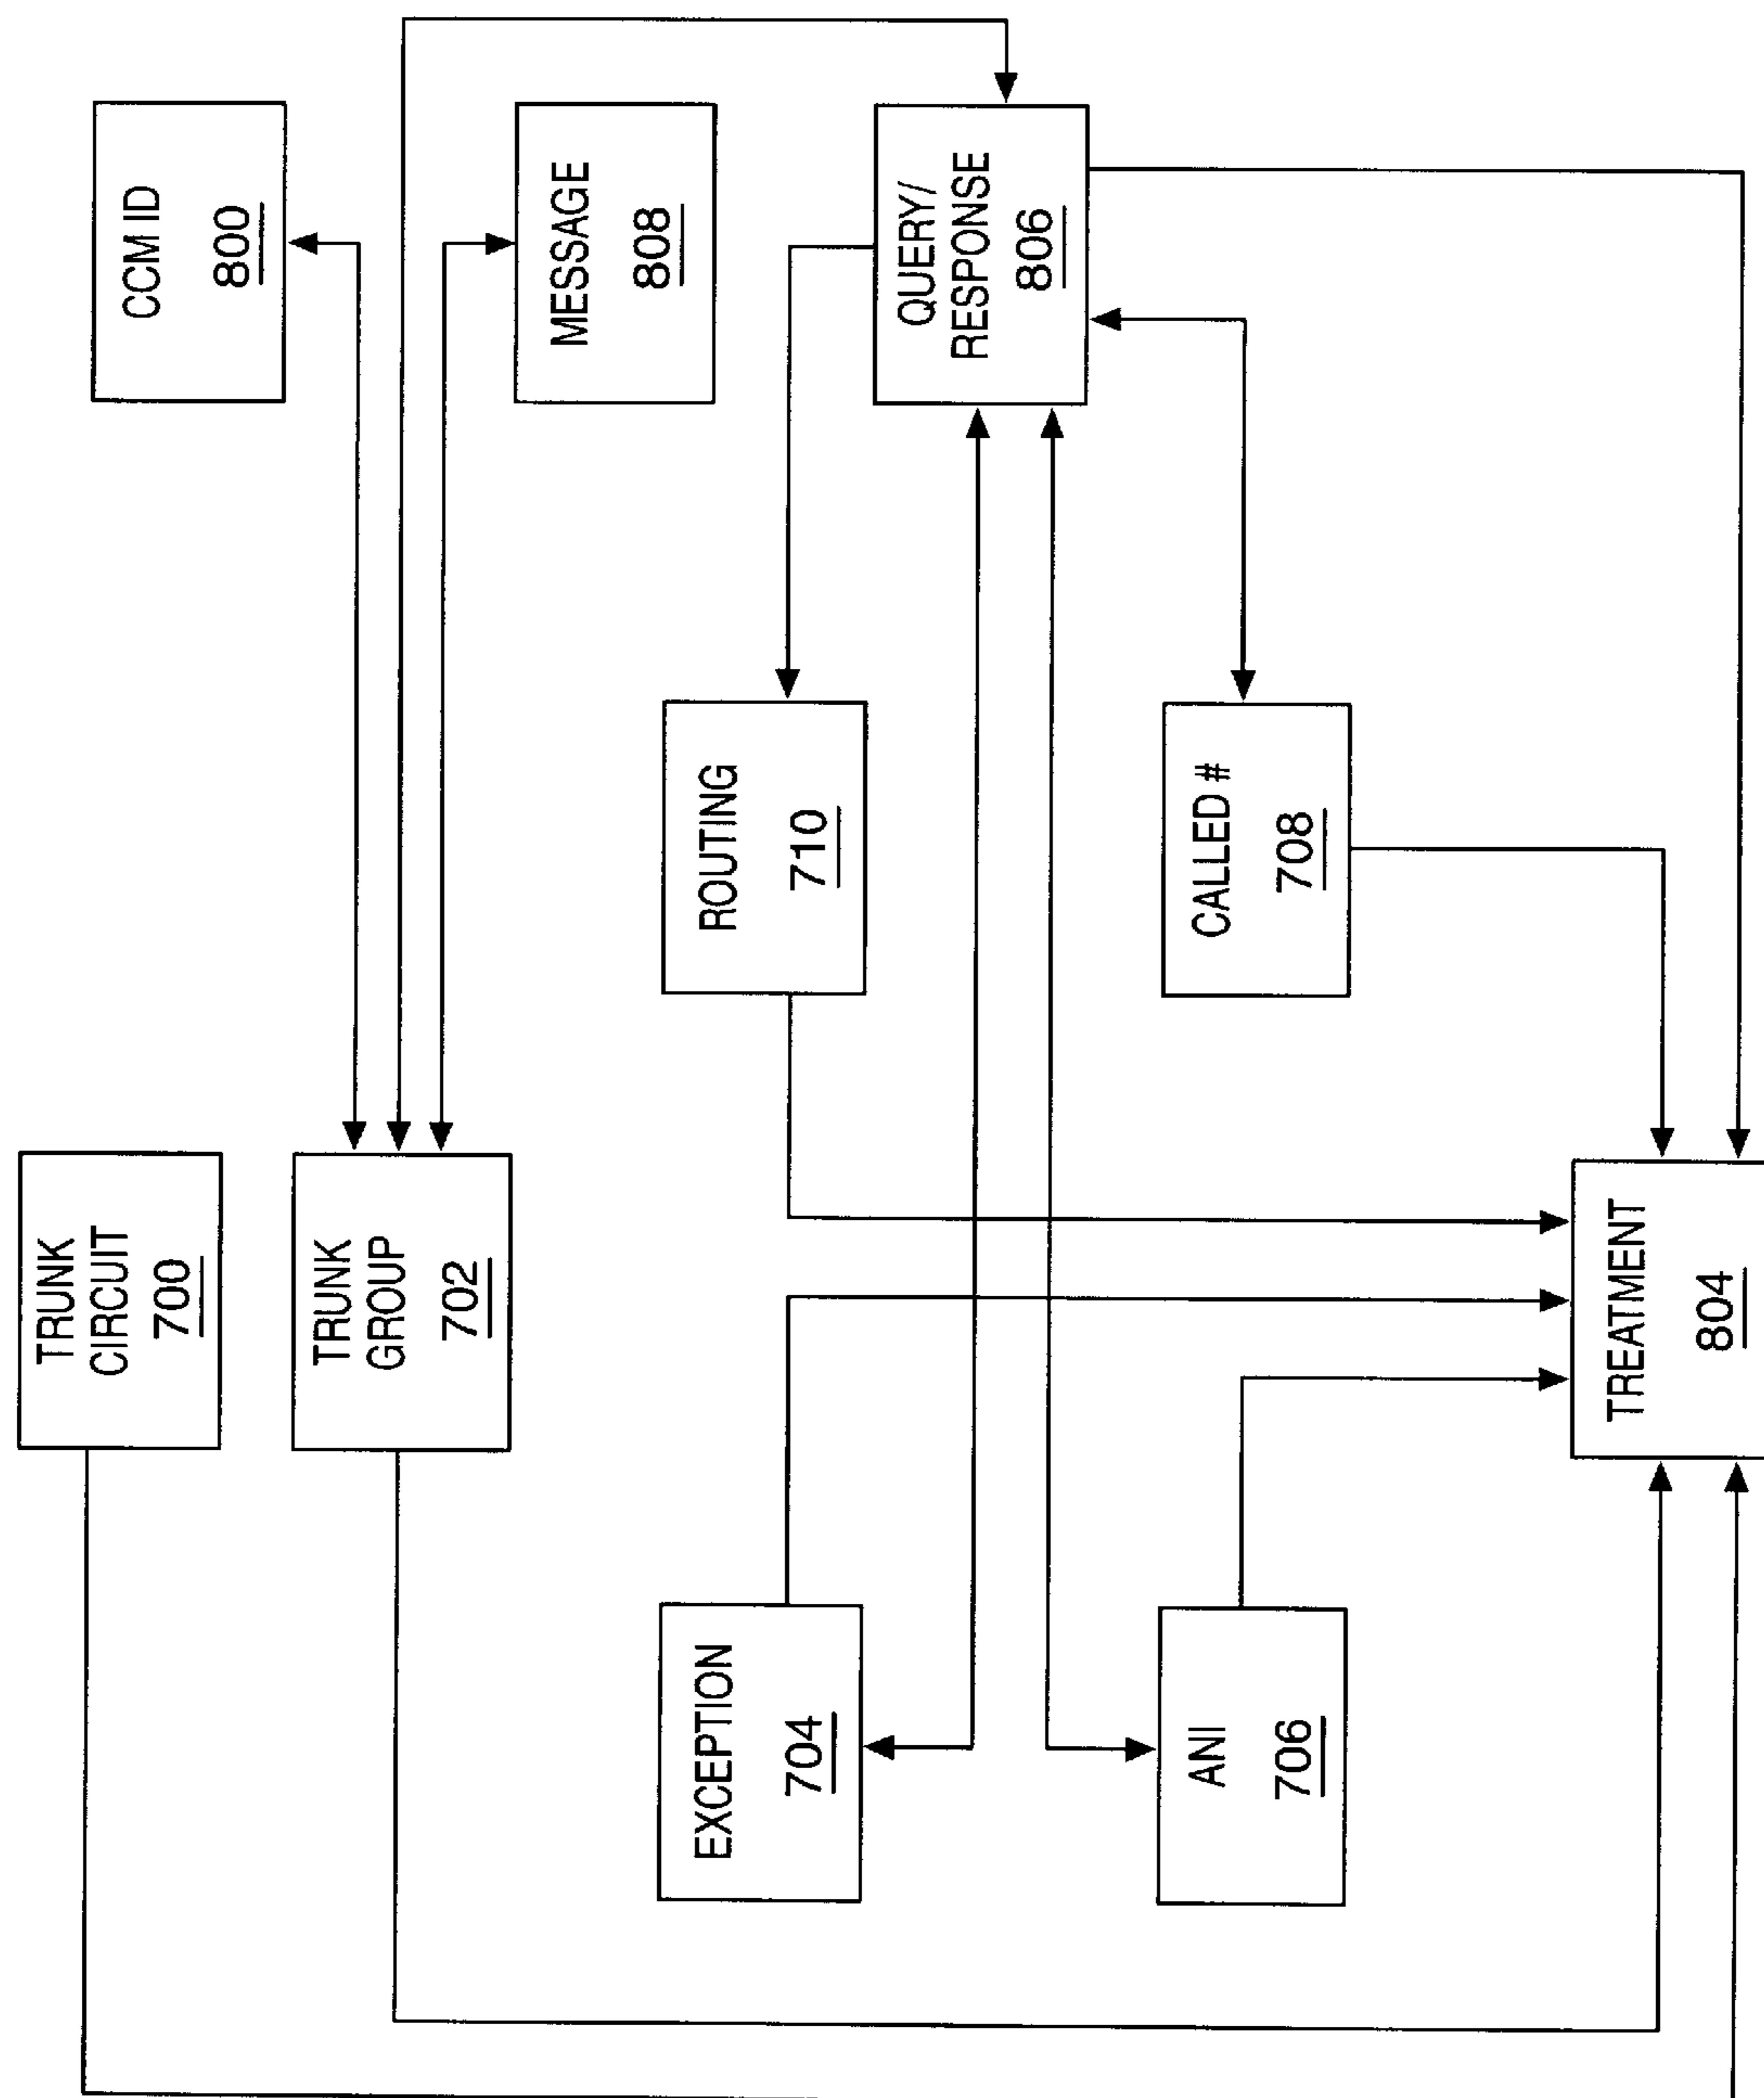 TRUNK
CIRCUIT
700
TRUNK
GROUP
702
CCM ID
800
MESSAGE
808
EXCEPTION
704
ROUTING
710
QUERY/
RESPONSE
806
ANI
706
CALLED #
708
TREATMENT
804